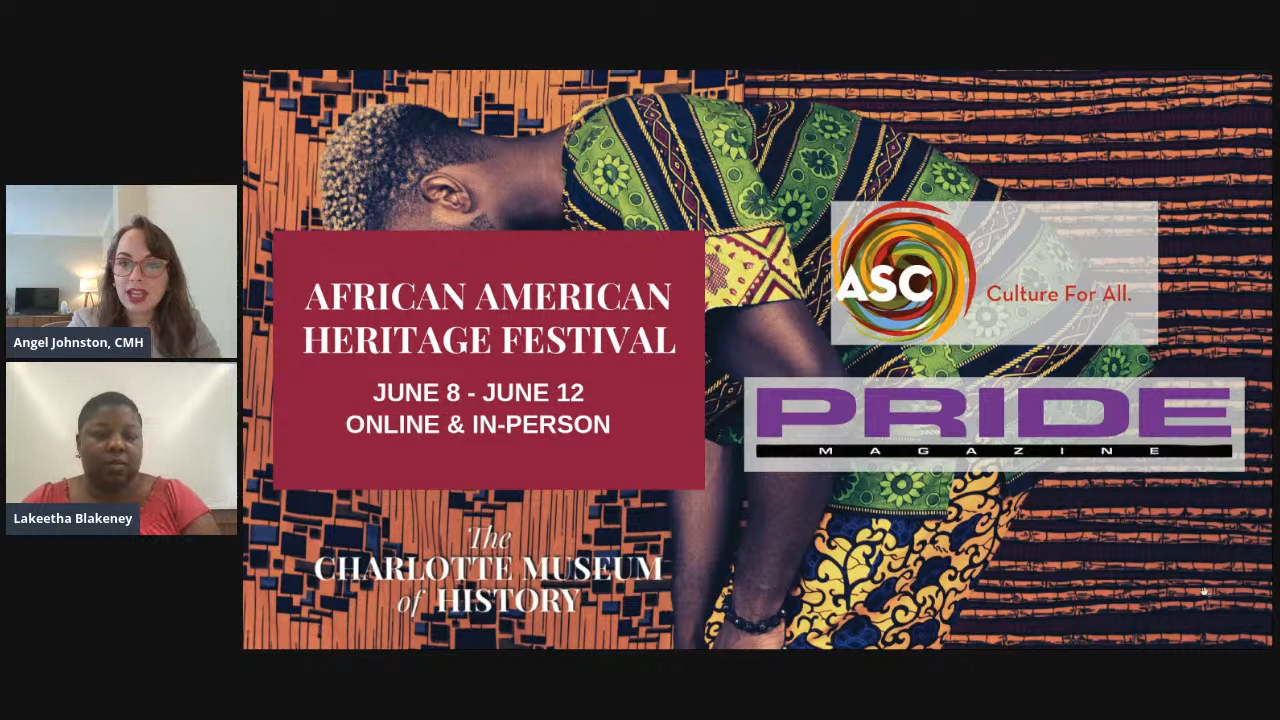 Angel Johnston, CMH
Lakeetha Blakeney
AFRICAN AMERICAN
HERITAGE FESTIVAL
JUNE 8 - JUNE 12
ONLINE & IN-PERSON
The
CHARLOTTE MUSEUM
of HISTORY
ASC
Culture For All.
PRIDE
MAGAZINE